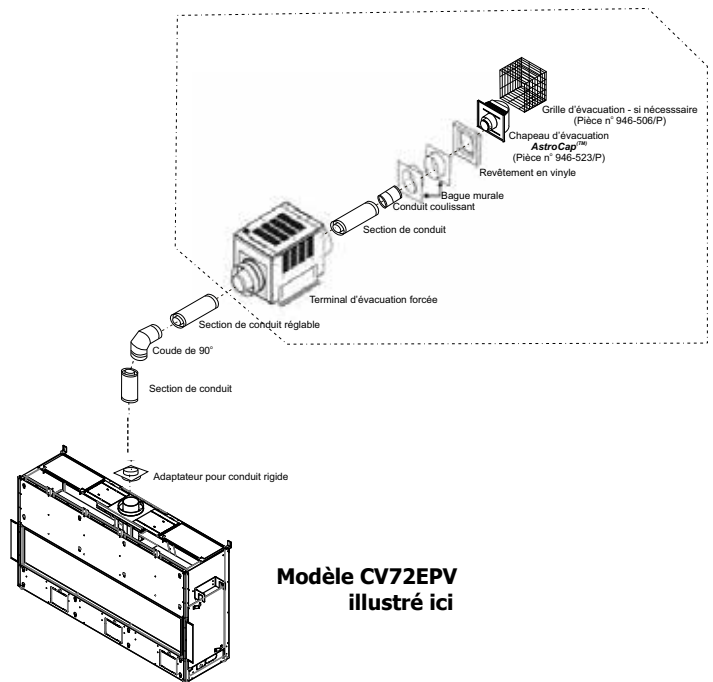 Grille d'évacuation - si nécesssaire
(Pièce n° 946-506/P)
Chapeau d'évacuation
AstroCap(TM)
(Pièce n° 946-523/P)
Revêtement en vinyle
Bague murale
Conduit coulissant
Section de conduit
Terminal d'évacuation forcée
Section de conduit réglable
Coude de 90°
Section de conduit
Adaptateur pour conduit rigide
Modèle CV72EPV
illustré ici